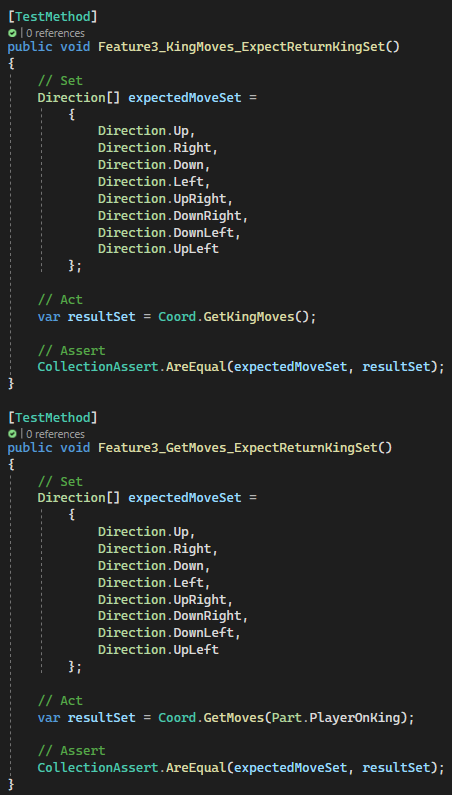 [TestMethod]
| 0 references
public void Feature3_KingMoves_ExpectReturnKingSet()
{
    // Set
    Direction[] expectedMoveSet =
        {
            Direction.Up,
            Direction.Right,
            Direction.Down,
            Direction.Left,
            Direction.UpRight,
            Direction.DownRight,
            Direction.DownLeft,
            Direction.UpLeft
        };

    // Act
    var resultSet = Coord.GetKingMoves();

    // Assert
    CollectionAssert.AreEqual(expectedMoveSet, resultSet);
}

[TestMethod]
| 0 references
public void Feature3_GetMoves_ExpectReturnKingSet()
{
    // Set
    Direction[] expectedMoveSet =
        {
            Direction.Up,
            Direction.Right,
            Direction.Down,
            Direction.Left,
            Direction.UpRight,
            Direction.DownRight,
            Direction.DownLeft,
            Direction.UpLeft
        };

    // Act
    var resultSet = Coord.GetMoves(Part.PlayerOnKing);

    // Assert
    CollectionAssert.AreEqual(expectedMoveSet, resultSet);
}